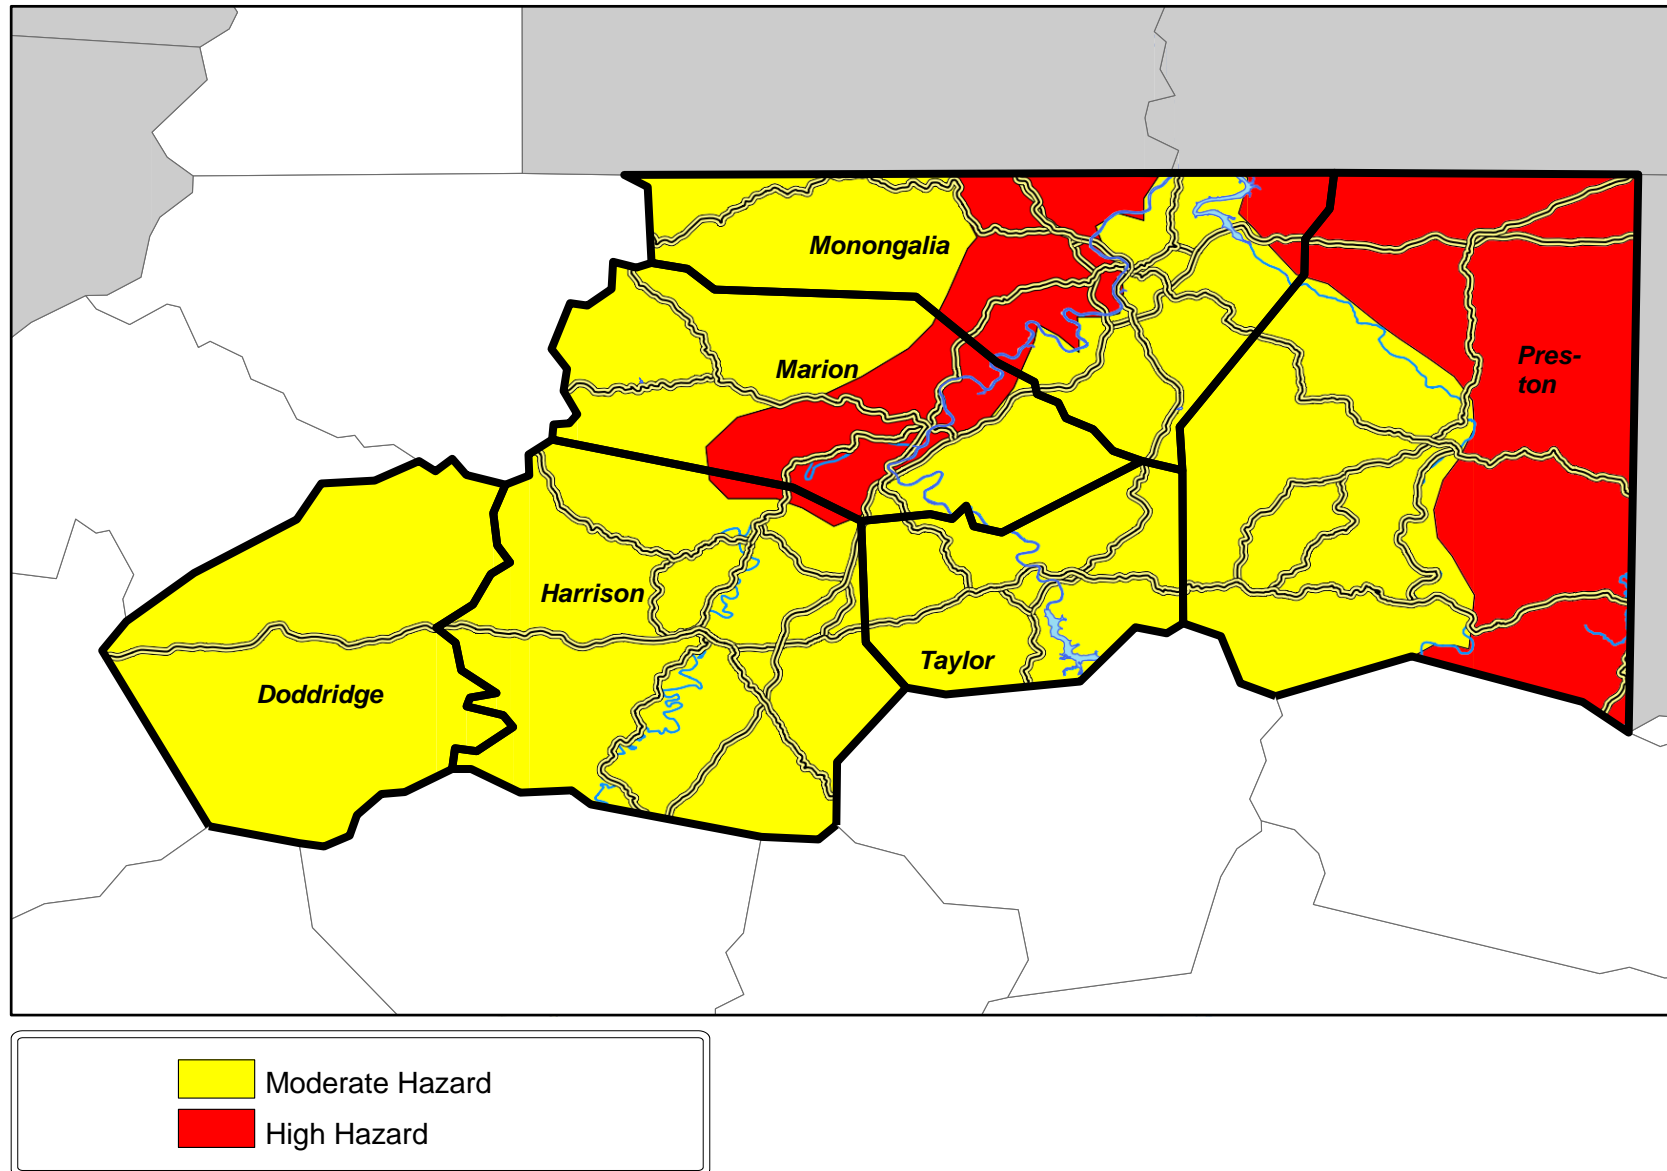 Monongalia
Marion
Pres-
ton
Harrison
Taylor
Doddridge
Moderate Hazard
High Hazard